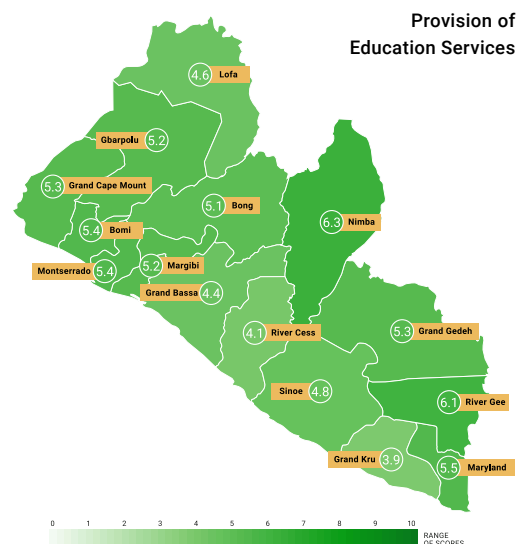 Provision of
Education Services
4.6 Lofa
Gbarpolu 5.2
5.3 Grand Cape Mount
5.1 Bong
6.3 Nimba
5.4 Bomi
Montserrado 5.4
5.2 Margibi
Grand Bassa 4.4
4.1 River Cess
5.3 Grand Gedeh
Sinoe 4.8
6.1 River Gee
Grand Kru 3.9
5.5 Maryland
0 1 2 3 4 5 6 7 8 9 10
RANGE
OF SCORES